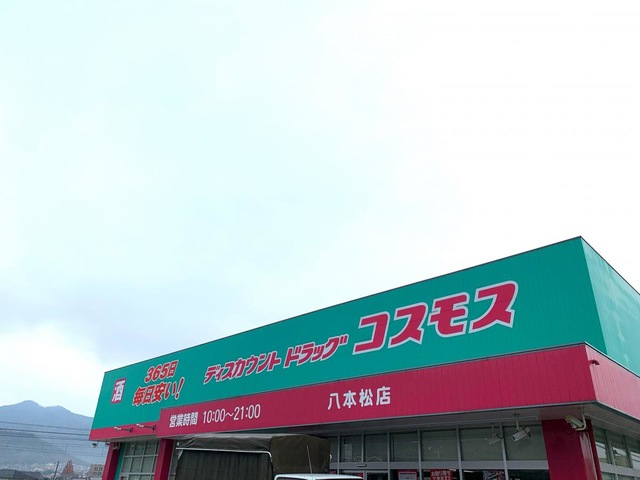 酒
365日
毎日安い!
ディスカウント ドラッグ コスモス
営業時間 10:00〜21:00
八本松店